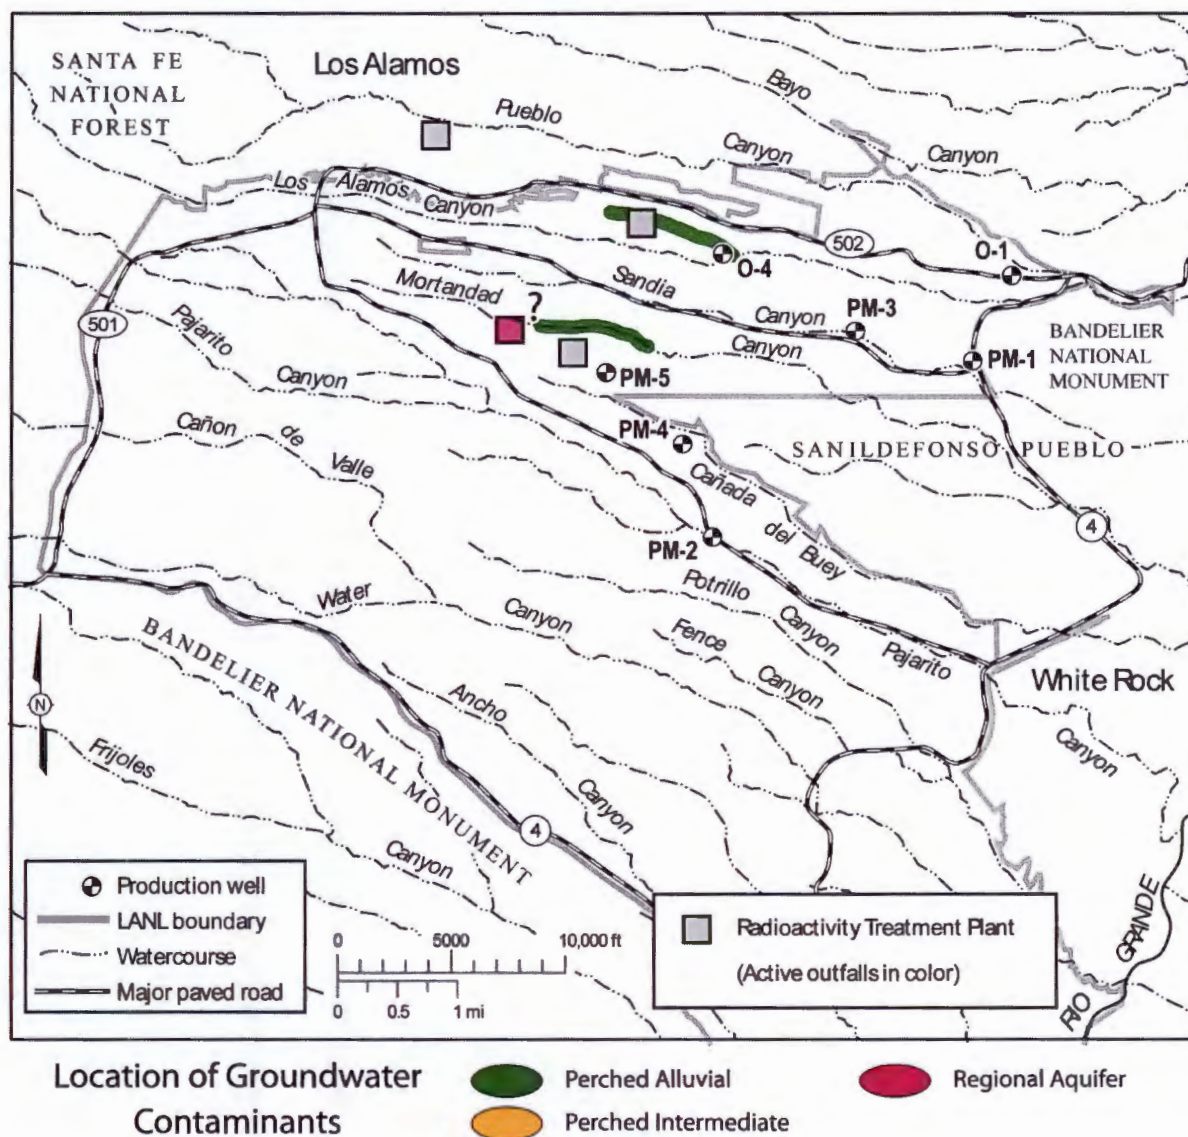 SANTA FE
NATIONAL
FOREST
Los Alamos
Bayo
Pueblo
Canyon
Canyon
Los Alamos
Canyon
502
O-4
O-1
Sandia
Mortandad
?
Canyon
PM-3
501
Pajarito
Canyon
PM-1
BANDELIER
NATIONAL
MONUMENT
Canyon
PM-5
Cañon de Valle
PM-4
SANILDEFONSO PUEBLO
Cañada del Buey
4
PM-2
Potrillo
Water
Canyon
Canyon
Fence
Pajarito
Canyon
White Rock
BANDELIER NATIONAL MONUMENT
N
Ancho
Canyon
Canyon
Frijoles
Canyon
4
RIO GRANDE
Production well
LANL boundary
Watercourse
Major paved road
0 5000 10,000 ft
0 0.5 1 mi
Radioactivity Treatment Plant
(Active outfalls in color)
Location of Groundwater
Contaminants
Perched Alluvial
Regional Aquifer
Perched Intermediate